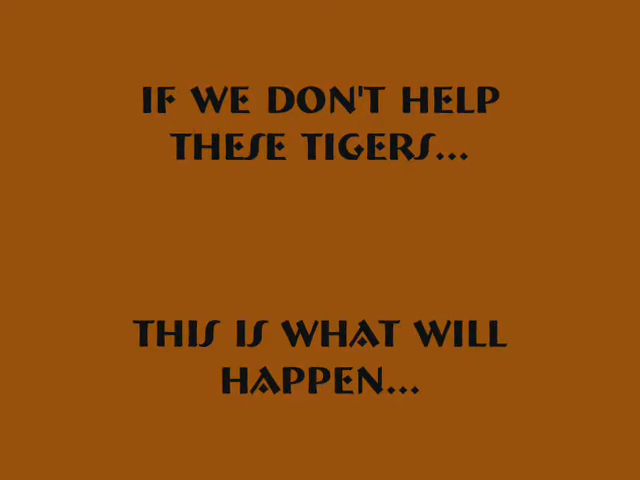 IF WE DON'T HELP
THESE TIGERS...
THIS IS WHAT WILL
HAPPEN...